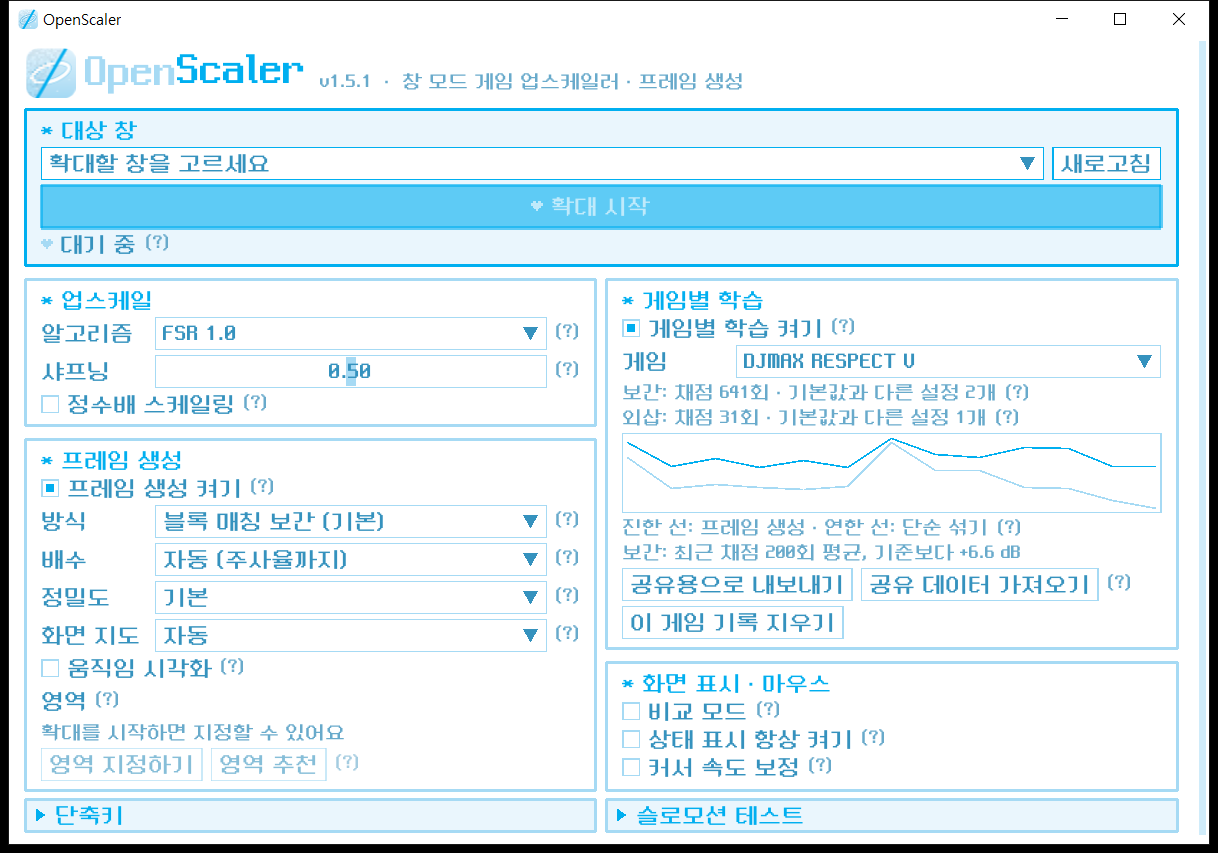 OpenScaler
OpenScaler v1.5.1 · 창 모드 게임 업스케일러 · 프레임 생성
* 대상 창
확대할 창을 고르세요 ▼ 새로고침
♥ 확대 시작
♥ 대기 중 (?)
* 업스케일
알고리즘 FSR 1.0 ▼ (?)
샤프닝 0.50 (?)
정수배 스케일링 (?)
* 프레임 생성
프레임 생성 켜기 (?)
방식 블록 매칭 보간 (기본) ▼ (?)
배수 자동 (주사율까지) ▼ (?)
정밀도 기본 ▼ (?)
화면 지도 자동 ▼ (?)
움직임 시각화 (?)
영역 (?)
확대를 시작하면 지정할 수 있어요
영역 지정하기 영역 추천 (?)
▶ 단축키
* 게임별 학습
게임별 학습 켜기 (?)
게임 DJMAX RESPECT V ▼
보간: 채점 641회 · 기본값과 다른 설정 2개 (?)
외삽: 채점 31회 · 기본값과 다른 설정 1개 (?)
진한 선: 프레임 생성 · 연한 선: 단순 섞기 (?)
보간: 최근 채점 200회 평균, 기준보다 +6.6 dB
공유용으로 내보내기 공유 데이터 가져오기 (?)
이 게임 기록 지우기
* 화면 표시 · 마우스
비교 모드 (?)
상태 표시 항상 켜기 (?)
커서 속도 보정 (?)
▶ 슬로모션 테스트